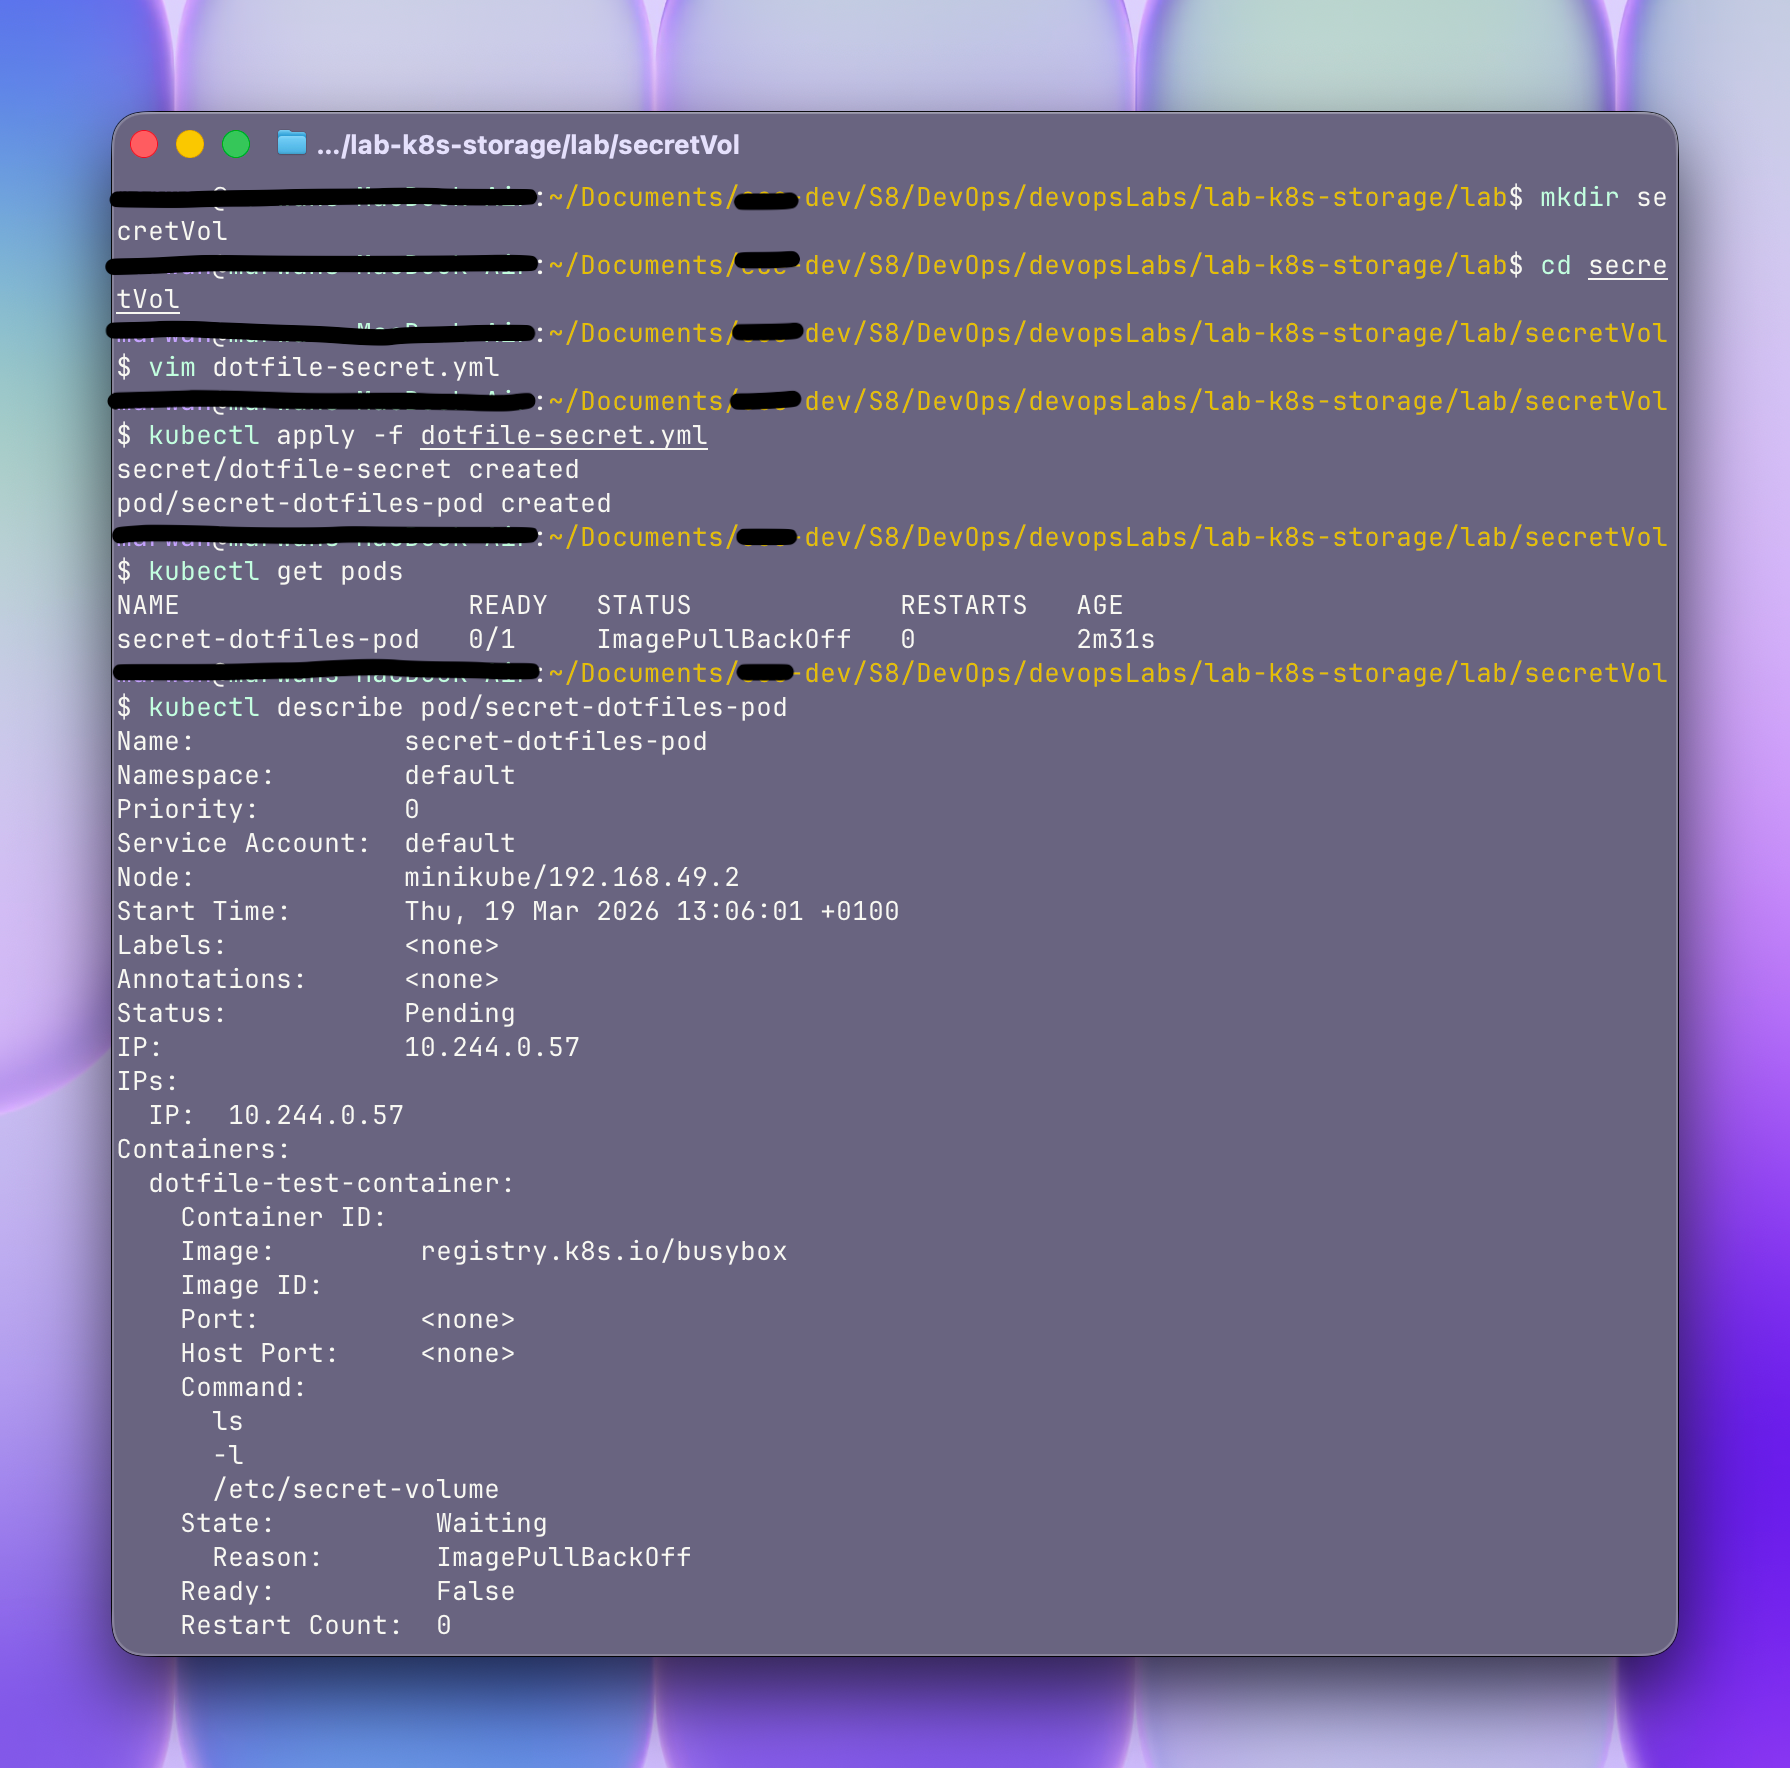 .../lab-k8s-storage/lab/secretVol
:~/Documents/ dev/S8/DevOps/devopsLabs/lab-k8s-storage/lab$ mkdir se
cretVol
:~/Documents/ dev/S8/DevOps/devopsLabs/lab-k8s-storage/lab$ cd secre
tVol
:~/Documents/ dev/S8/DevOps/devopsLabs/lab-k8s-storage/lab/secretVol
$ vim dotfile-secret.yml
:~/Documents/ dev/S8/DevOps/devopsLabs/lab-k8s-storage/lab/secretVol
$ kubectl apply -f dotfile-secret.yml
secret/dotfile-secret created
pod/secret-dotfiles-pod created
:~/Documents/ -dev/S8/DevOps/devopsLabs/lab-k8s-storage/lab/secretVol
$ kubectl get pods
NAME                  READY   STATUS             RESTARTS   AGE
secret-dotfiles-pod   0/1     ImagePullBackOff   0          2m31s
:~/Documents/ -dev/S8/DevOps/devopsLabs/lab-k8s-storage/lab/secretVol
$ kubectl describe pod/secret-dotfiles-pod
Name:             secret-dotfiles-pod
Namespace:        default
Priority:         0
Service Account:  default
Node:             minikube/192.168.49.2
Start Time:       Thu, 19 Mar 2026 13:06:01 +0100
Labels:           <none>
Annotations:      <none>
Status:           Pending
IP:               10.244.0.57
IPs:
  IP:  10.244.0.57
Containers:
  dotfile-test-container:
    Container ID:
    Image:         registry.k8s.io/busybox
    Image ID:
    Port:          <none>
    Host Port:     <none>
    Command:
      ls
      -l
      /etc/secret-volume
    State:          Waiting
      Reason:       ImagePullBackOff
    Ready:          False
    Restart Count:  0